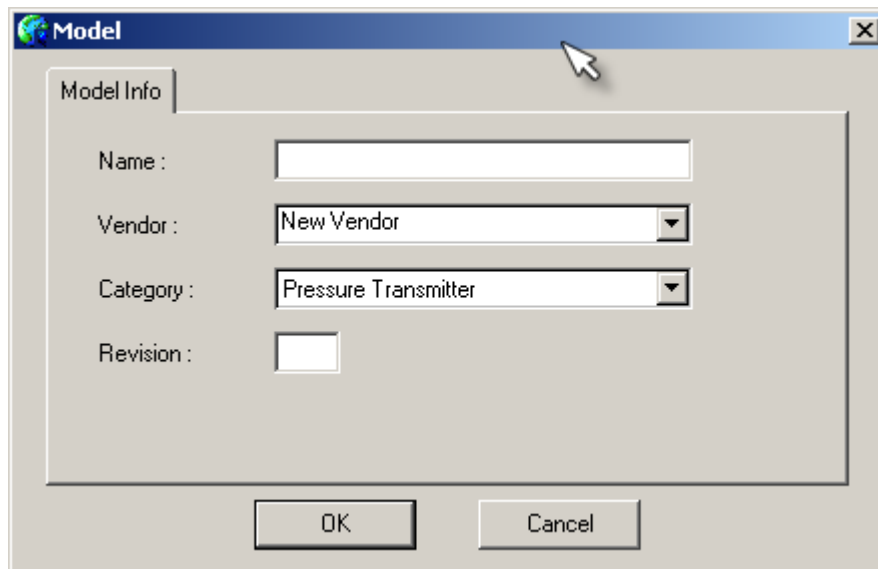 Model
Model Info
Name :
Vendor : New Vendor
Category : Pressure Transmitter
Revision :
OK Cancel